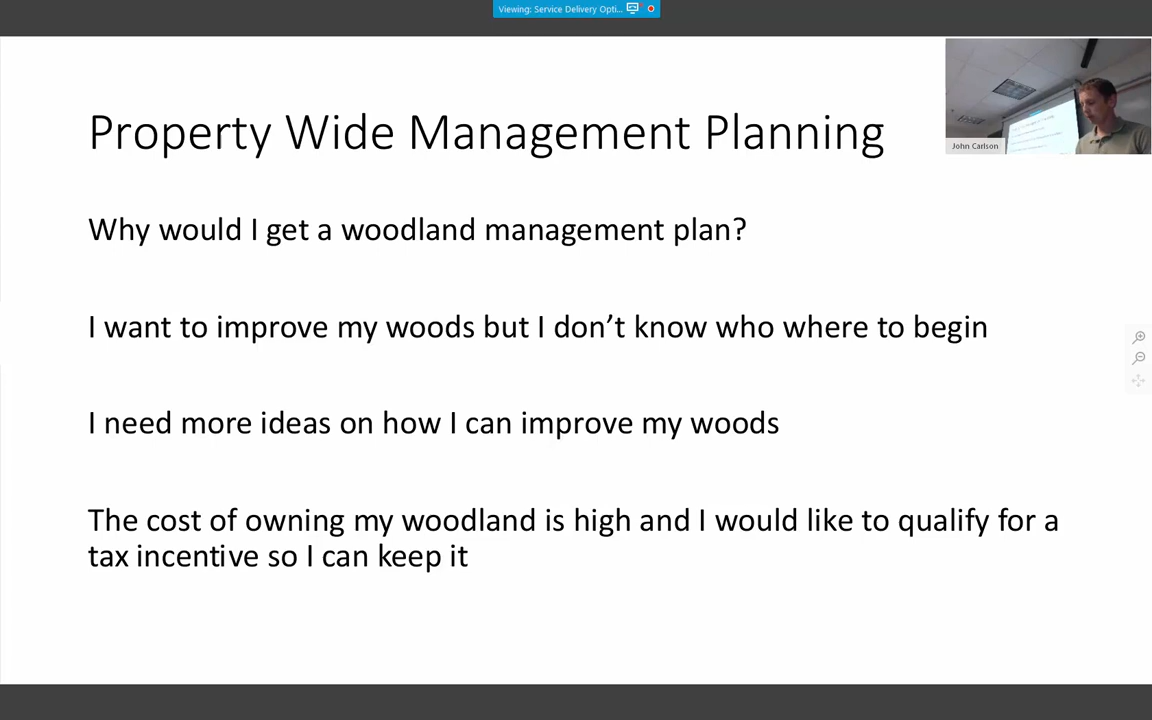 Viewing: Service Delivery Opti...
Property Wide Management Planning
John Carlson
Why would I get a woodland management plan?
I want to improve my woods but I don’t know who where to begin
I need more ideas on how I can improve my woods
The cost of owning my woodland is high and I would like to qualify for a
tax incentive so I can keep it